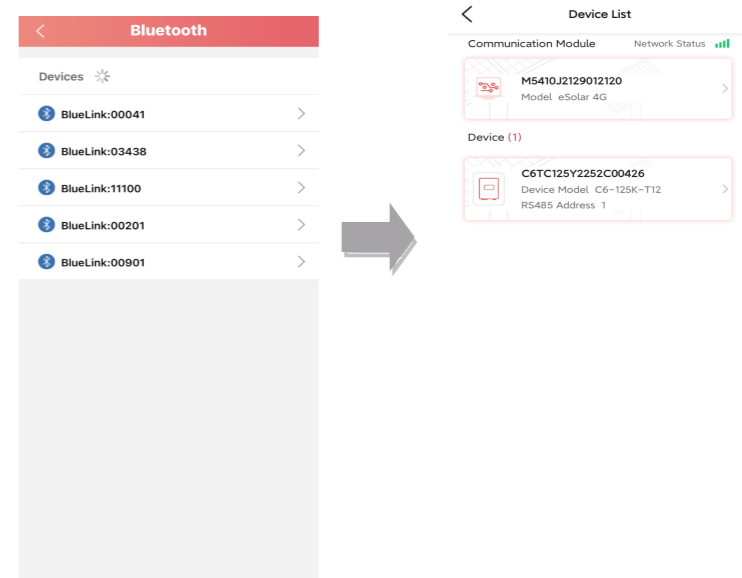 Bluetooth
Devices
BlueLink:00041
BlueLink:03438
BlueLink:11100
BlueLink:00201
BlueLink:00901
Device List
Communication Module Network Status
M5410J2129012120
Model eSolar 4G
Device (1)
C6TC125Y2252C00426
Device Model C6-125K-T12
RS485 Address 1